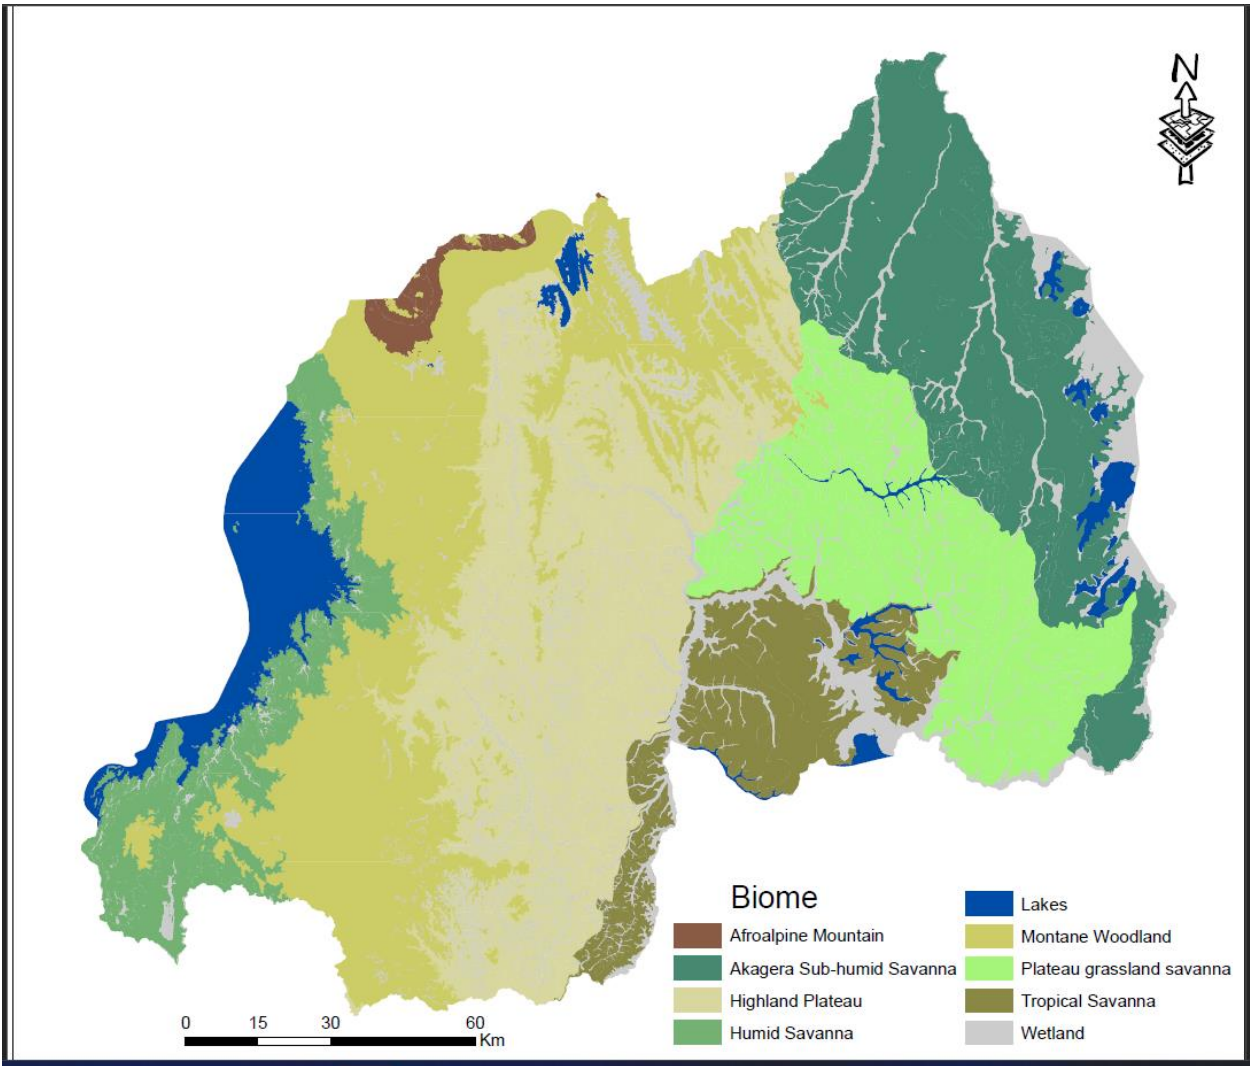 N
Biome
Afroalpine Mountain
Akagera Sub-humid Savanna
Highland Plateau
Humid Savanna
Lakes
Montane Woodland
Plateau grassland savanna
Tropical Savanna
Wetland
0 15 30 60
Km